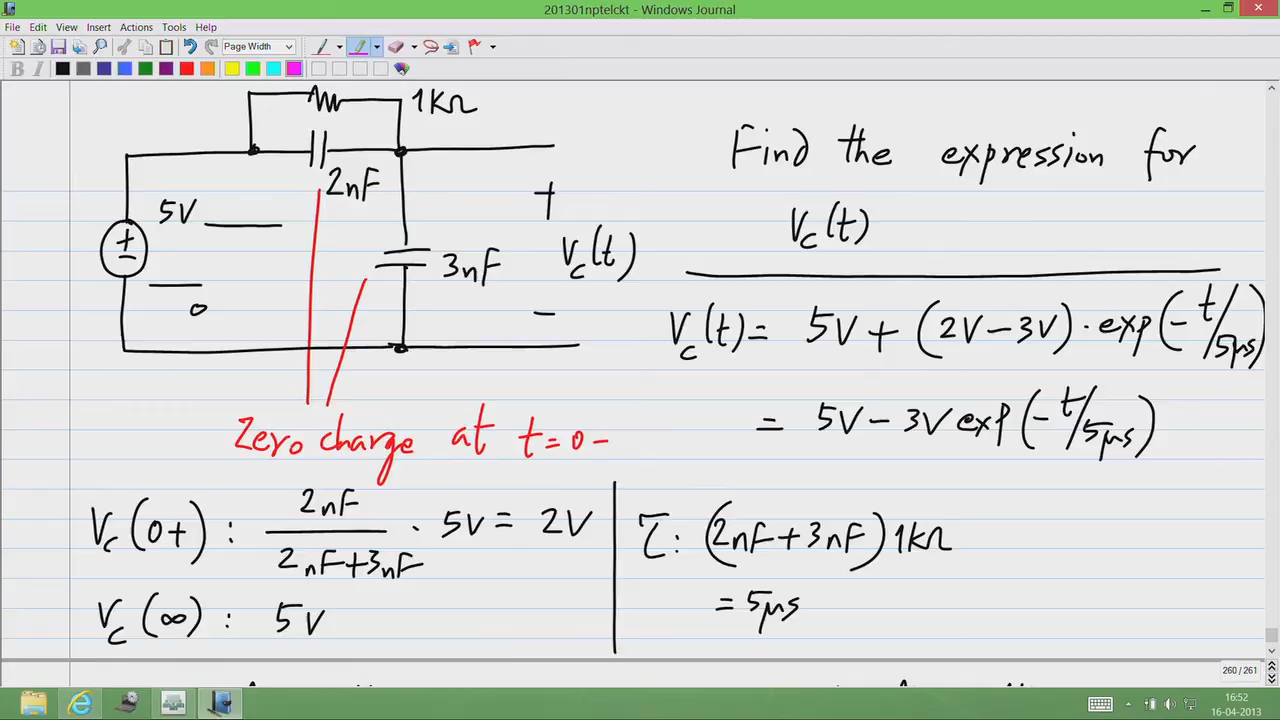 201301nptelckt - Windows Journal
File Edit View Insert Actions Tools Help
Page Width
B I
1KΩ
2nF
5V
0
+
−
3nF
+
Vc(t)
−
Find the expression for
Vc(t)
Vc(t) = 5V + (2V − 3V) · exp(−t/5μs)
= 5V − 3V exp(−t/5μs)
Zero charge at t = 0 −
Vc(0+) : 2nF / 2nF+3nF · 5V = 2V
Vc(∞) : 5V
τ : (2nF + 3nF) 1kΩ
= 5μs
260 / 261
16:52
16-04-2013